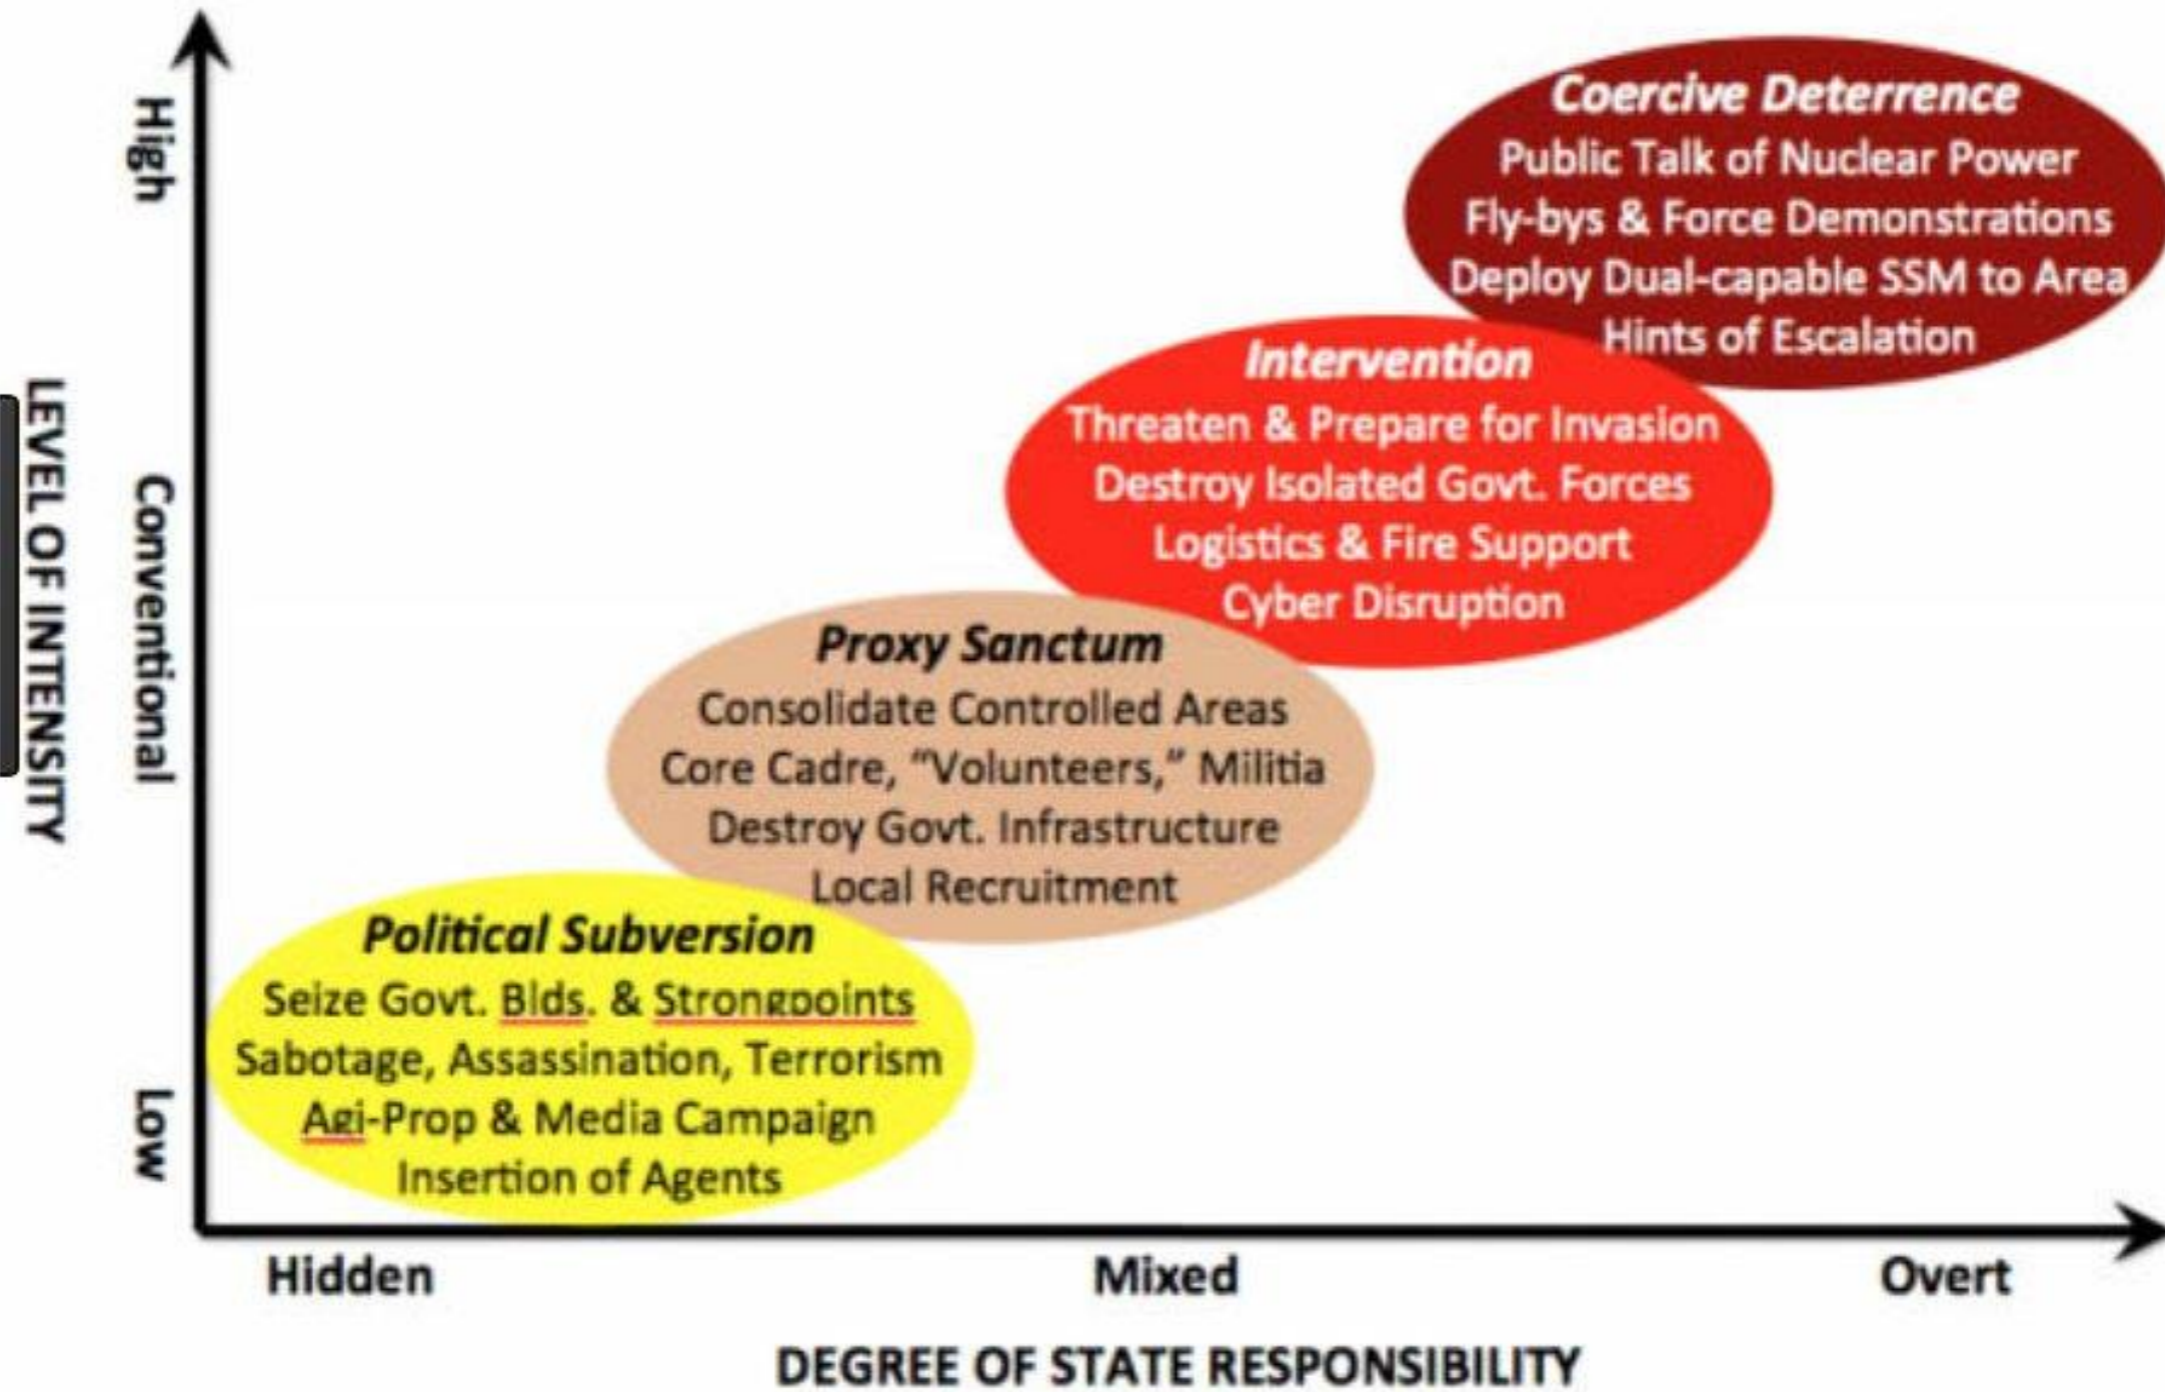 High
Conventional
Low
LEVEL OF INTENSITY
Coercive Deterrence
Public Talk of Nuclear Power
Fly-bys & Force Demonstrations
Deploy Dual-capable SSM to Area
Hints of Escalation
Intervention
Threaten & Prepare for Invasion
Destroy Isolated Govt. Forces
Logistics & Fire Support
Cyber Disruption
Proxy Sanctum
Consolidate Controlled Areas
Core Cadre, “Volunteers,” Militia
Destroy Govt. Infrastructure
Local Recruitment
Political Subversion
Seize Govt. Blds. & Strongpoints
Sabotage, Assassination, Terrorism
Agi-Prop & Media Campaign
Insertion of Agents
Hidden
Mixed
Overt
DEGREE OF STATE RESPONSIBILITY